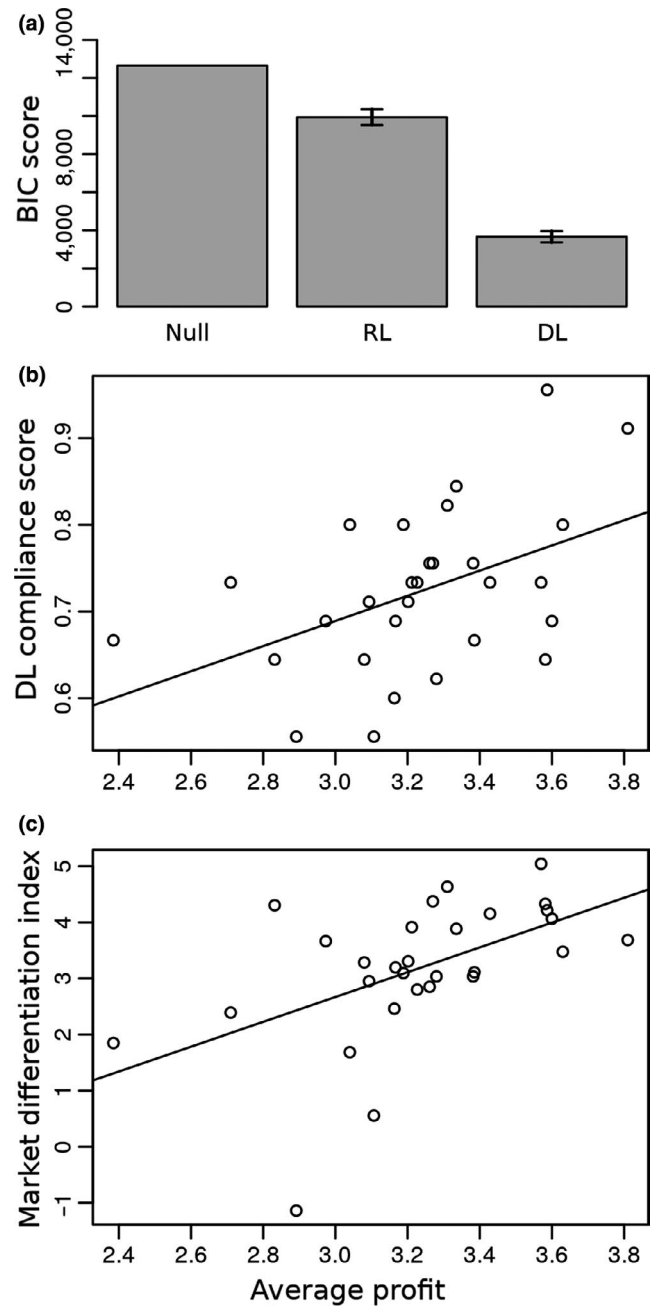 (a)
BIC score
14,000
8,000
4,000
0
Null RL DL
(b)
DL compliance score
0.9
0.8
0.7
0.6
2.4 2.6 2.8 3.0 3.2 3.4 3.6 3.8
(c)
Market differentiation index
5
4
3
2
1
0
-1
2.4 2.6 2.8 3.0 3.2 3.4 3.6 3.8
Average profit